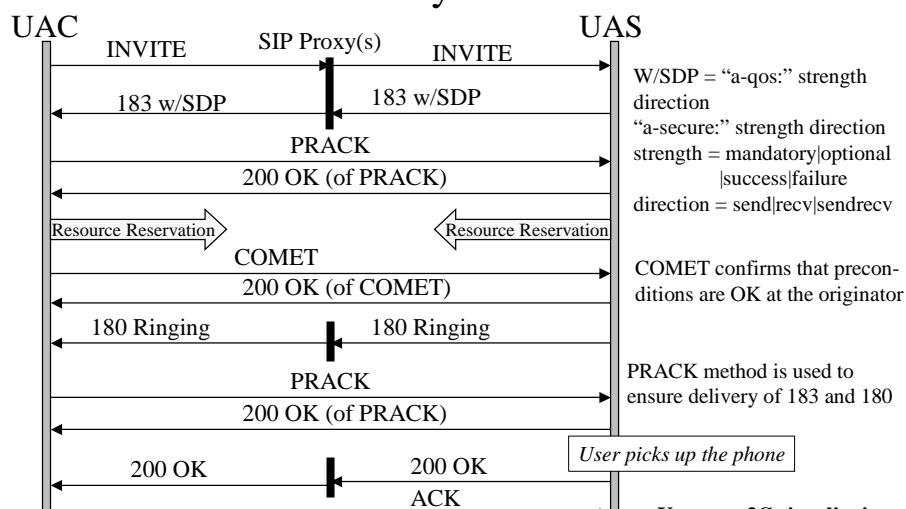 UAC
SIP Proxy(s)
UAS
INVITE
INVITE
W/SDP = “a-qos:” strength
direction
“a-secure:” strength direction
strength = mandatory|optional
|success|failure
direction = send|recv|sendrecv
183 w/SDP
183 w/SDP
PRACK
200 OK (of PRACK)
Resource Reservation
Resource Reservation
COMET
200 OK (of COMET)
COMET confirms that precon-
ditions are OK at the originator
180 Ringing
180 Ringing
PRACK method is used to
ensure delivery of 183 and 180
PRACK
200 OK (of PRACK)
User picks up the phone
200 OK
200 OK
ACK